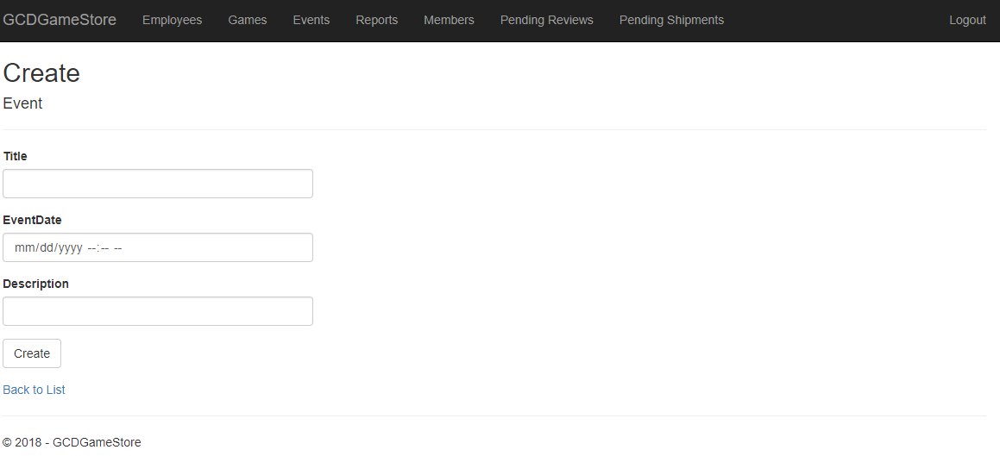 GCDGameStore Employees Games Events Reports Members Pending Reviews Pending Shipments Logout
Create
Event
Title
EventDate
mm/dd/yyyy --:-- --
Description
Create
Back to List
© 2018 - GCDGameStore